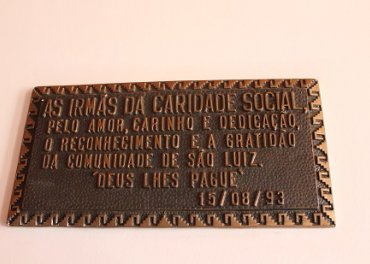 AS IRMÃS DA CARIDADE SOCIAL,
PELO AMOR, CARINHO E DEDICAÇÃO,
O RECONHECIMENTO E A GRATIDÃO
DA COMUNIDADE DE SÃO LUIZ.
"DEUS LHES PAGUE"
15/08/93